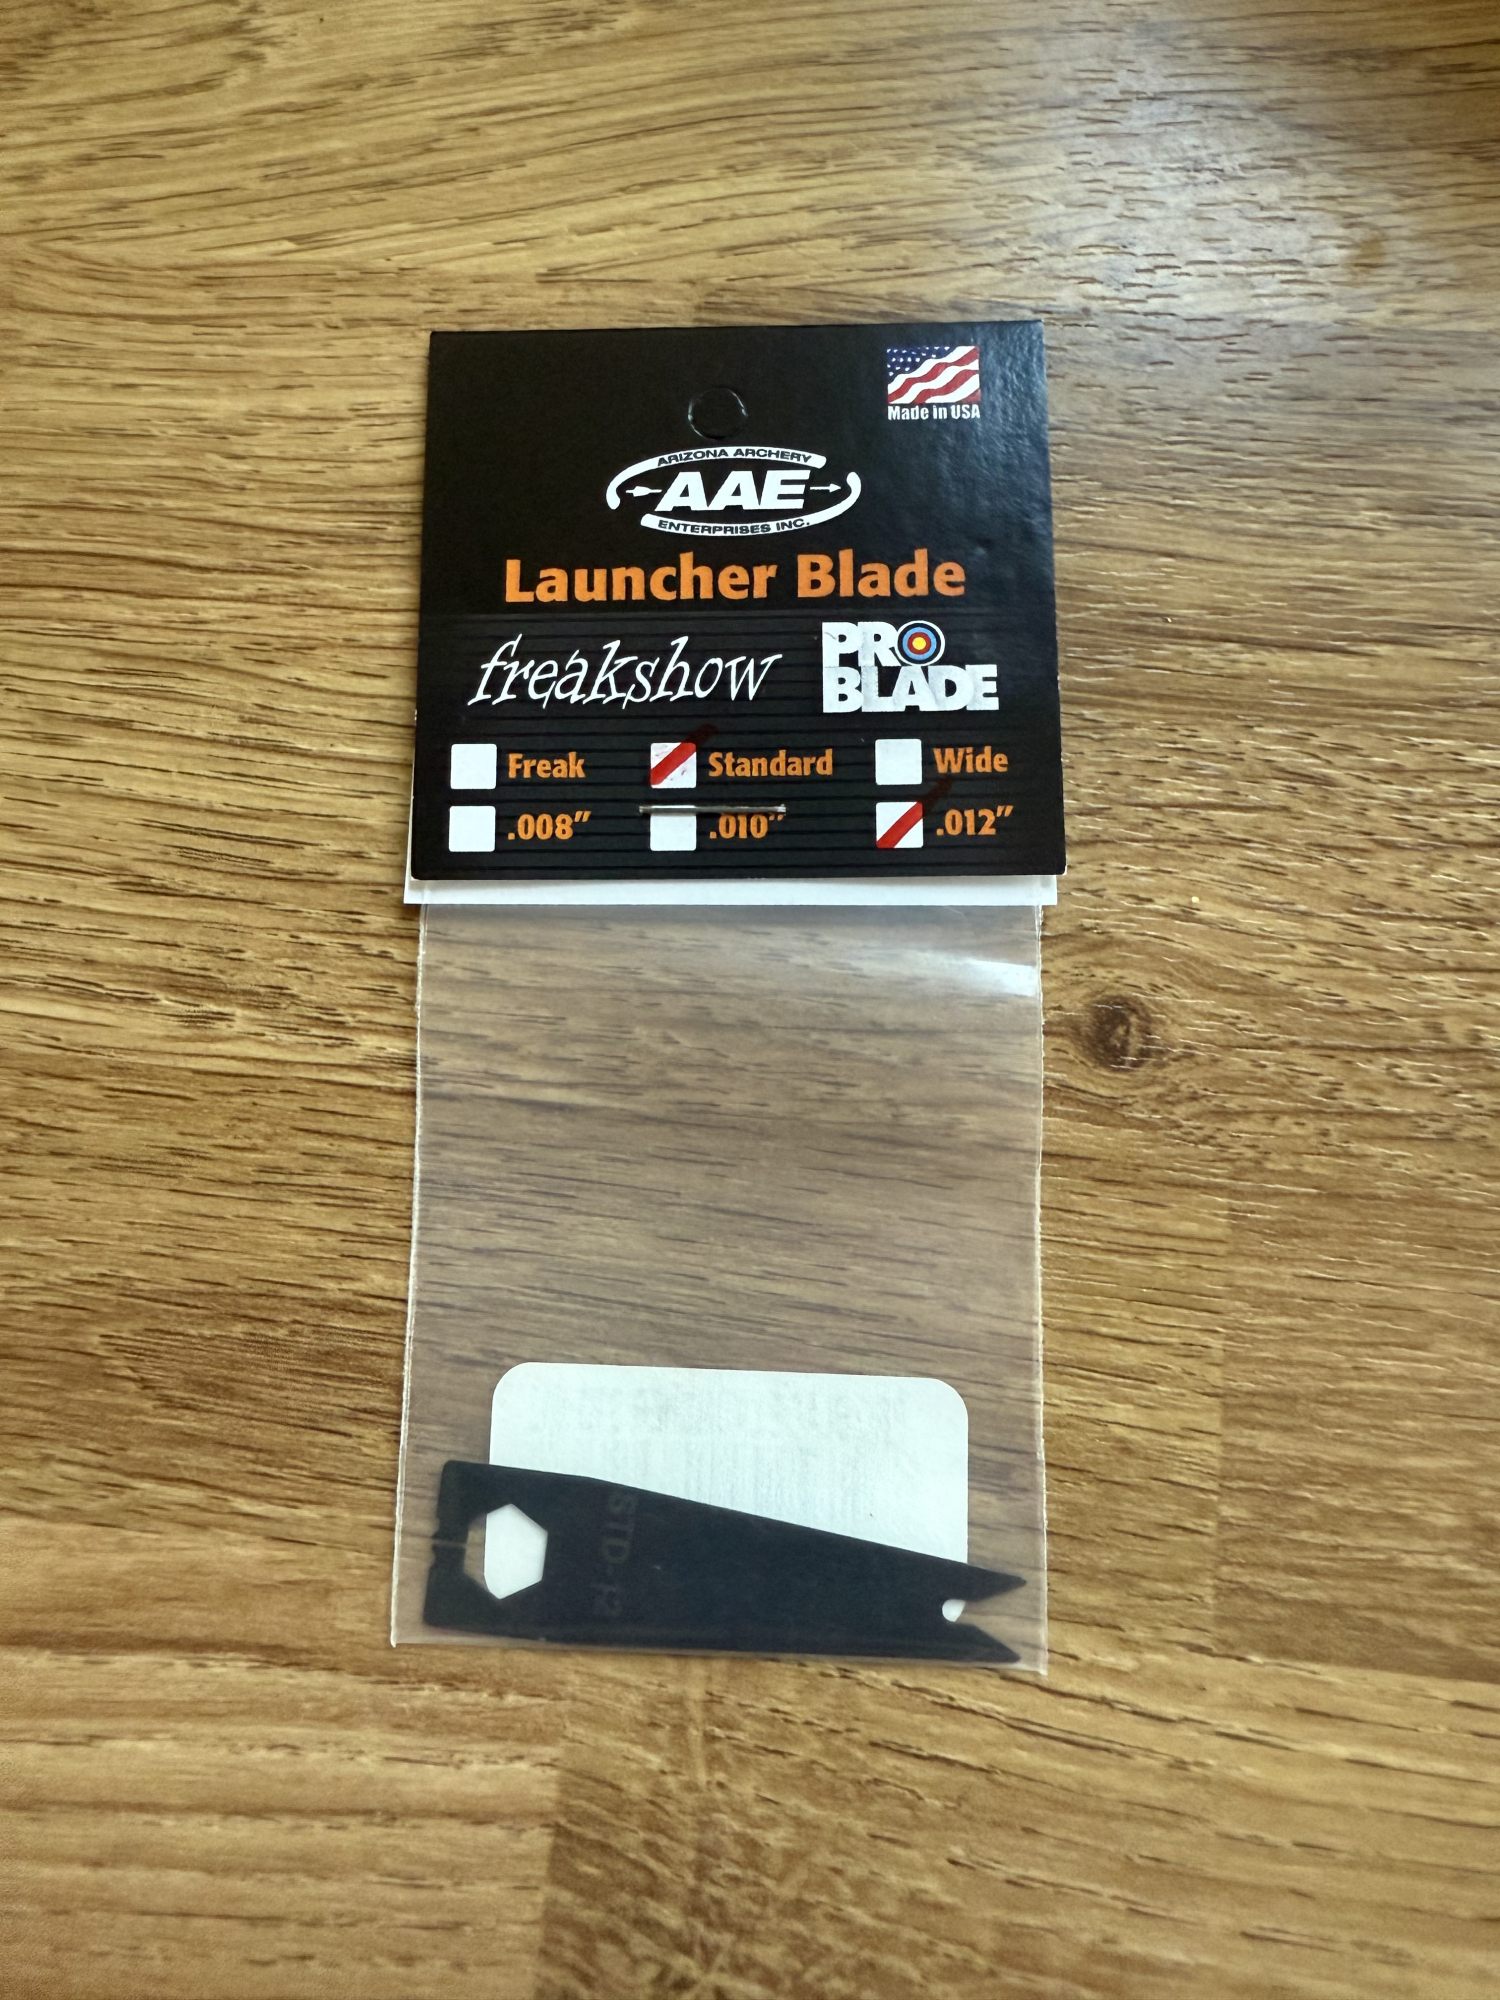 Made in USA
ARIZONA ARCHERY
AAE
ENTERPRISES INC.
Launcher Blade
freakshow
PRO
BLADE
Freak Standard Wide
.008" .010" .012"
STD-12